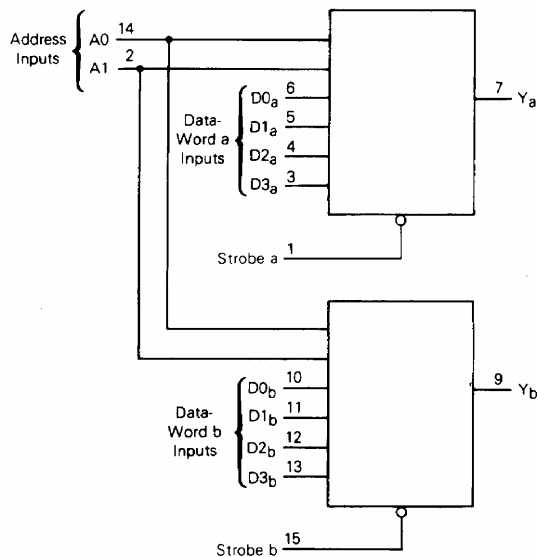 Address
Inputs
A0 14
A1 2
Data-
Word a
Inputs
D0a 6
D1a 5
D2a 4
D3a 3
7 Ya
Strobe a 1
Data-
Word b
Inputs
D0b 10
D1b 11
D2b 12
D3b 13
9 Yb
Strobe b 15